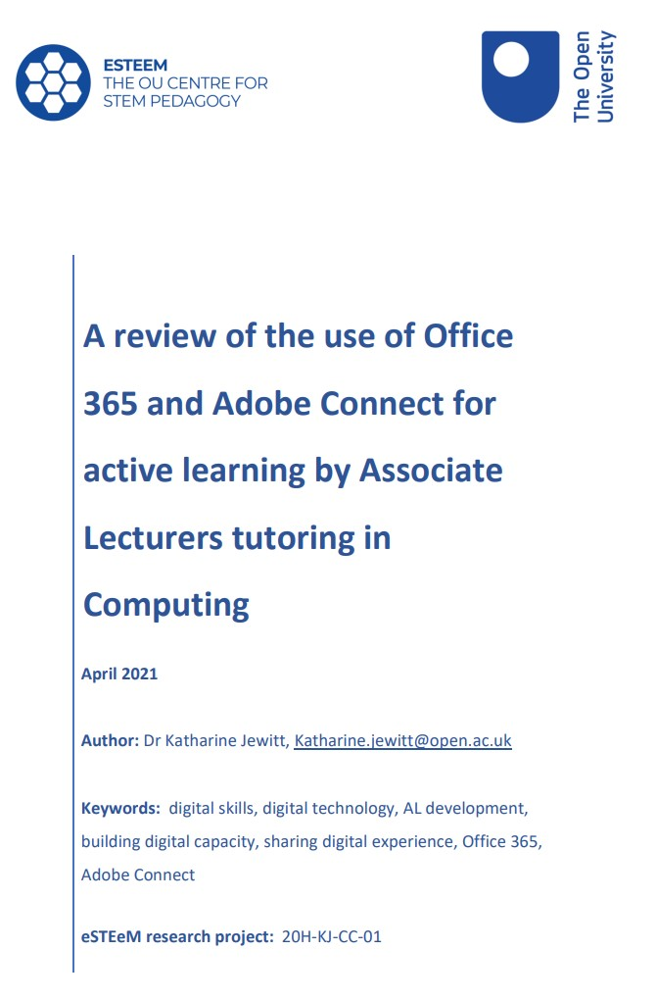 ESTEEM
THE OU CENTRE FOR
STEM PEDAGOGY
The Open
University
A review of the use of Office
365 and Adobe Connect for
active learning by Associate
Lecturers tutoring in
Computing
April 2021
Author: Dr Katharine Jewitt, Katharine.jewitt@open.ac.uk
Keywords: digital skills, digital technology, AL development,
building digital capacity, sharing digital experience, Office 365,
Adobe Connect
eSTEeM research project: 20H-KJ-CC-01